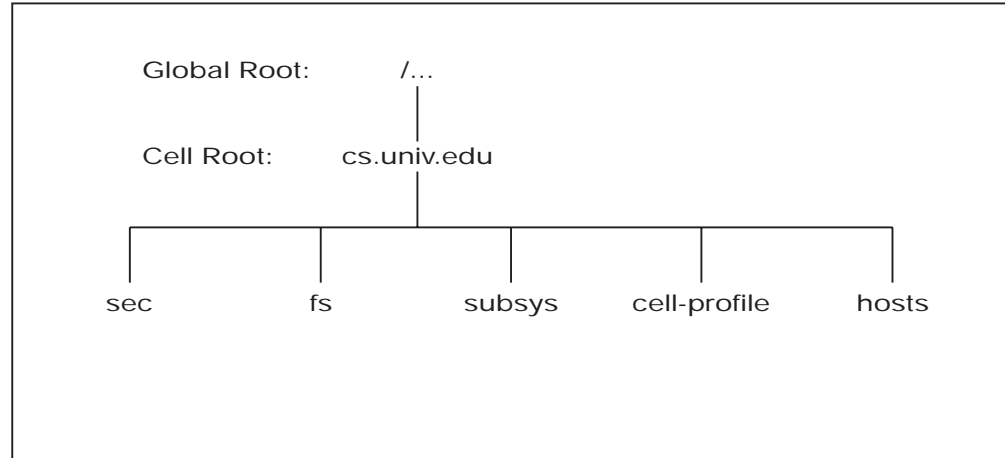 Global Root: /...
Cell Root: cs.univ.edu
sec fs subsys cell-profile hosts